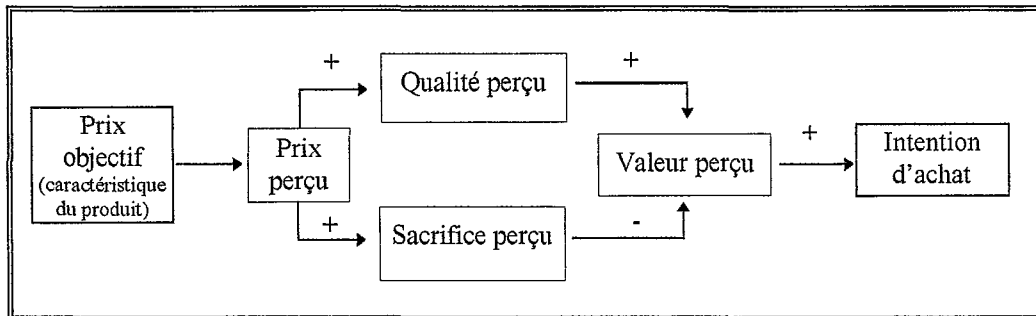 +
Qualité perçu
+
Prix
objectif
(caractéristique
du produit)
Prix
perçu
Valeur perçu
+
Intention
d'achat
+
Sacrifice perçu
-